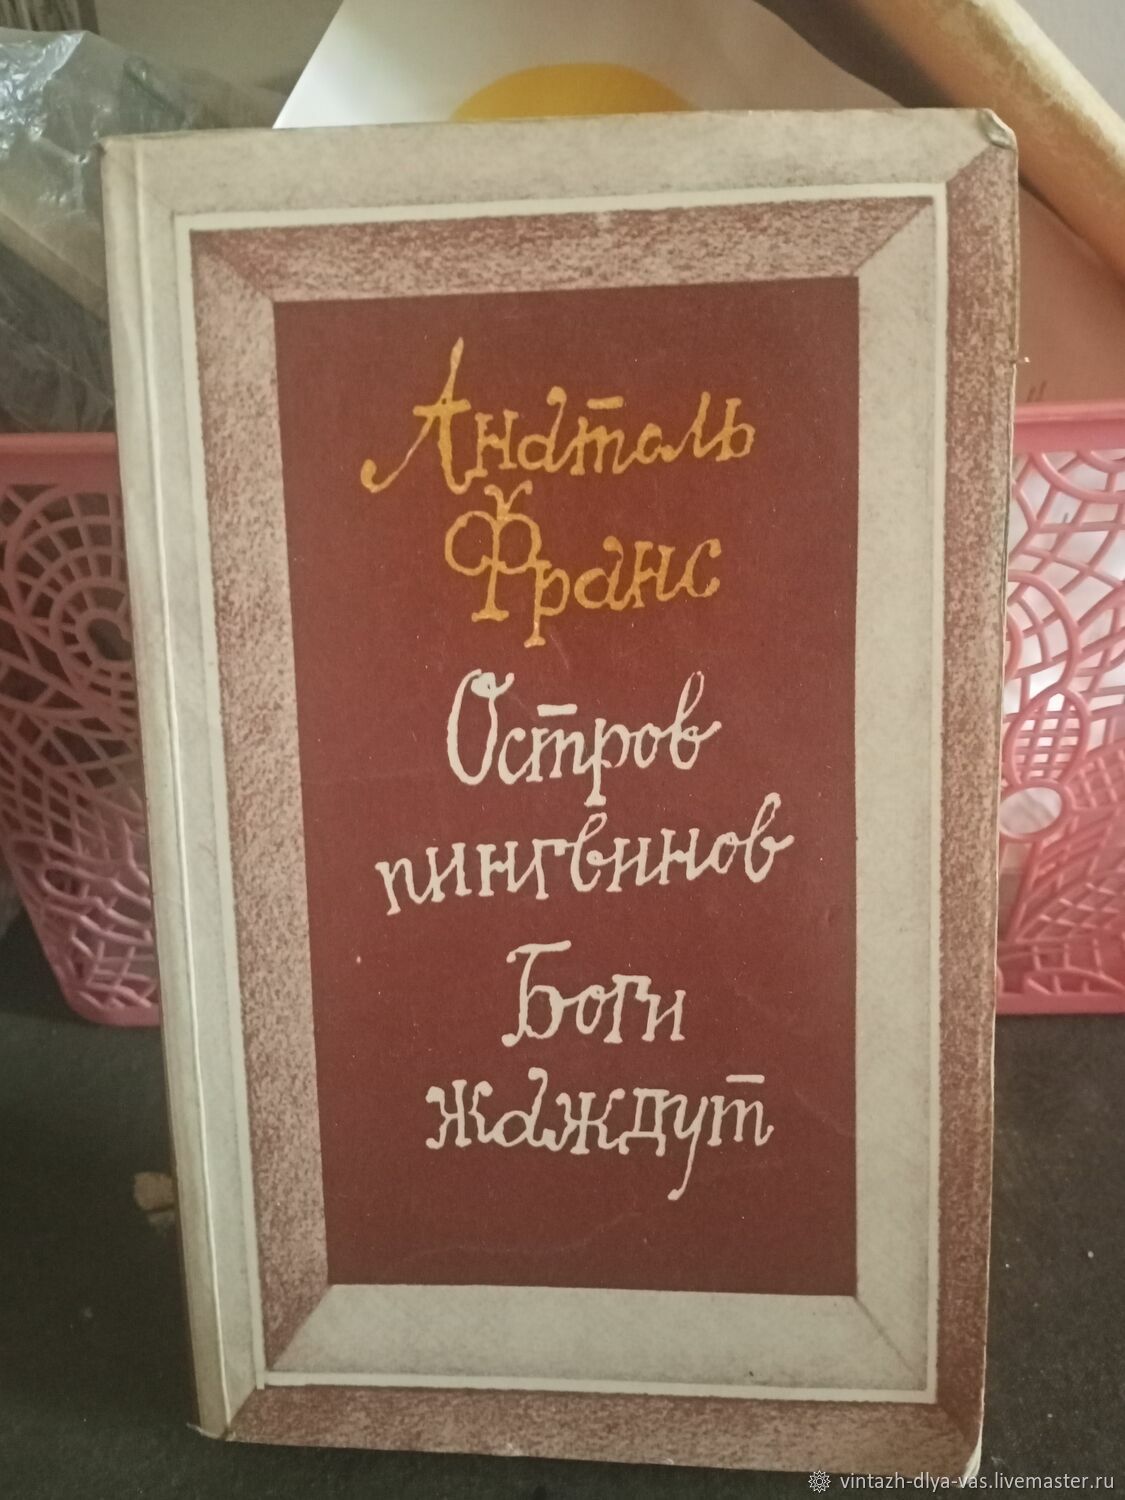 Анатоль
Франс
Остров
пингвинов
Боги
жаждут
vintazh-dlya-vas.livemaster.ru